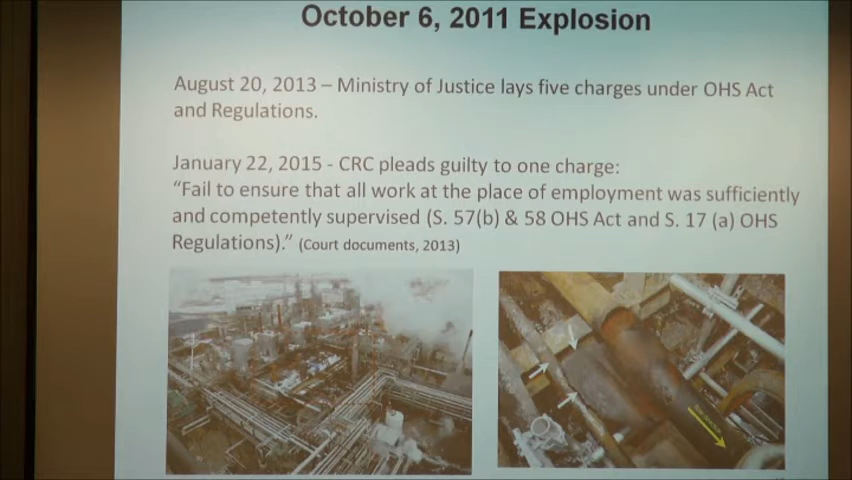 October 6, 2011 Explosion
August 20, 2013 – Ministry of Justice lays five charges under OHS Act
and Regulations.
January 22, 2015 - CRC pleads guilty to one charge:
“Fail to ensure that all work at the place of employment was sufficiently
and competently supervised (S. 57(b) & 58 OHS Act and S. 17 (a) OHS
Regulations).” (Court documents, 2013)